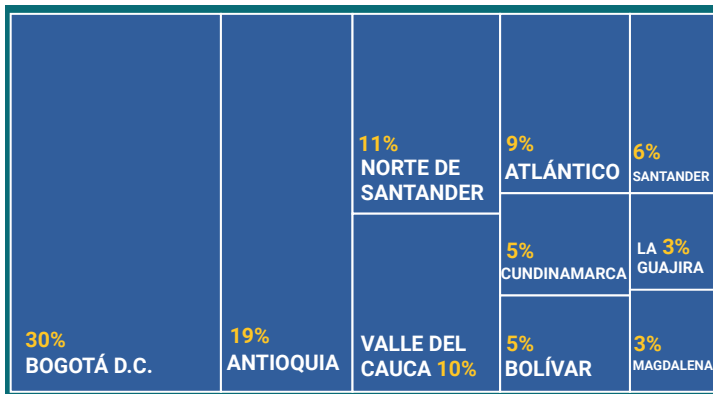 30%
BOGOTÁ D.C.
19%
ANTIOQUIA
11%
NORTE DE
SANTANDER
VALLE DEL
CAUCA 10%
9%
ATLÁNTICO
6%
SANTANDER
5%
CUNDINAMARCA
LA 3%
GUAJIRA
5%
BOLÍVAR
3%
MAGDALENA